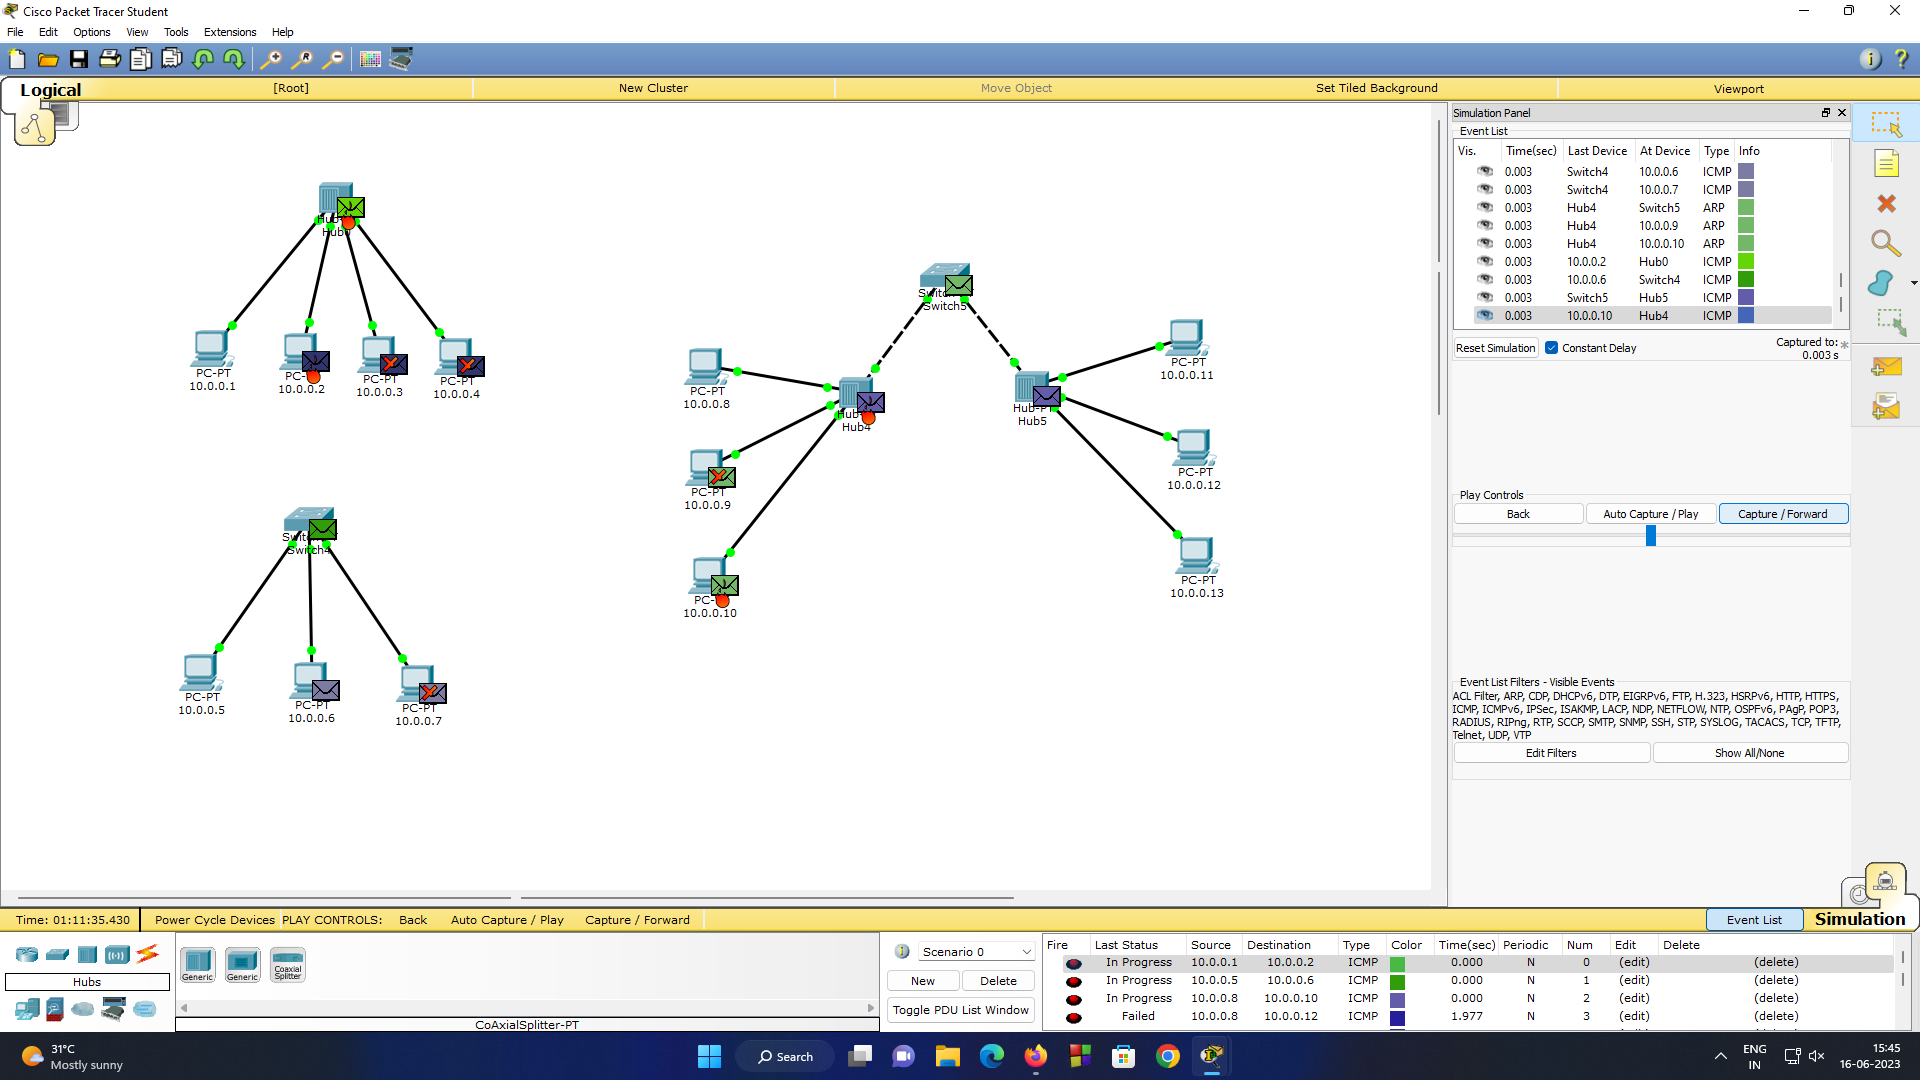 Cisco Packet Tracer Student
File Edit Options View Tools Extensions Help
Logical [Root] New Cluster Move Object Set Tiled Background Viewport
Hub0
PC-PT
10.0.0.1
10.0.0.2
PC-PT
10.0.0.3
PC-PT
10.0.0.4
Switch4
PC-PT
10.0.0.5
PC-PT
10.0.0.6
PC-PT
10.0.0.7
Switch5
PC-PT
10.0.0.8
Hub4
PC-PT
10.0.0.9
10.0.0.10
Hub-PT
Hub5
PC-PT
10.0.0.11
PC-PT
10.0.0.12
PC-PT
10.0.0.13
Simulation Panel
Event List
Vis. Time(sec) Last Device At Device Type Info
0.003 Switch4 10.0.0.6 ICMP
0.003 Switch4 10.0.0.7 ICMP
0.003 Hub4 Switch5 ARP
0.003 Hub4 10.0.0.9 ARP
0.003 Hub4 10.0.0.10 ARP
0.003 10.0.0.2 Hub0 ICMP
0.003 10.0.0.6 Switch4 ICMP
0.003 Switch5 Hub5 ICMP
0.003 10.0.0.10 Hub4 ICMP
Reset Simulation Constant Delay Captured to: *
0.003 s
Play Controls
Back Auto Capture / Play Capture / Forward
Event List Filters - Visible Events
ACL Filter, ARP, CDP, DHCPv6, DTP, EIGRPv6, FTP, H.323, HSRPv6, HTTP, HTTPS,
ICMP, ICMPv6, IPSec, ISAKMP, LACP, NDP, NETFLOW, NTP, OSPFv6, PAgP, POP3,
RADIUS, RIPng, RTP, SCCP, SMTP, SNMP, SSH, STP, SYSLOG, TACACS, TCP, TFTP,
Telnet, UDP, VTP
Edit Filters Show All/None
Time: 01:11:35.430 Power Cycle Devices PLAY CONTROLS: Back Auto Capture / Play Capture / Forward Event List Simulation
Hubs
Generic Generic Coaxial Splitter
CoAxialSplitter-PT
Scenario 0
New Delete
Toggle PDU List Window
Fire Last Status Source Destination Type Color Time(sec) Periodic Num Edit Delete
In Progress 10.0.0.1 10.0.0.2 ICMP 0.000 N 0 (edit) (delete)
In Progress 10.0.0.5 10.0.0.6 ICMP 0.000 N 1 (edit) (delete)
In Progress 10.0.0.8 10.0.0.10 ICMP 0.000 N 2 (edit) (delete)
Failed 10.0.0.8 10.0.0.12 ICMP 1.977 N 3 (edit) (delete)
31°C
Mostly sunny
Search
ENG
IN
15:45
16-06-2023